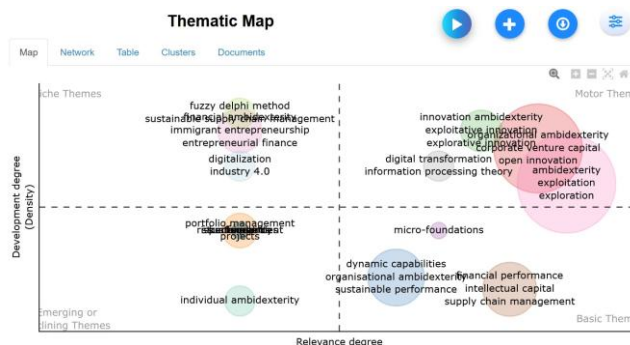 Thematic Map
Map
Network
Table
Clusters
Documents
iche Themes
Motor Them
fuzzy delphi method
financial ambidexterity
sustainable supply chain management
immigrant entrepreneurship
entrepreneurial finance
digitalization
industry 4.0
innovation ambidexterity
exploitative innovation
explorative innovation
organizational ambidexterity
corporate venture capital
open innovation
digital transformation
information processing theory
ambidexterity
exploitation
exploration
portfolio management
projects
micro-foundations
dynamic capabilities
organisational ambidexterity
sustainable performance
financial performance
intellectual capital
supply chain management
individual ambidexterity
Emerging or
clining Themes
Basic Them
Development degree
(Density)
Relevance degree